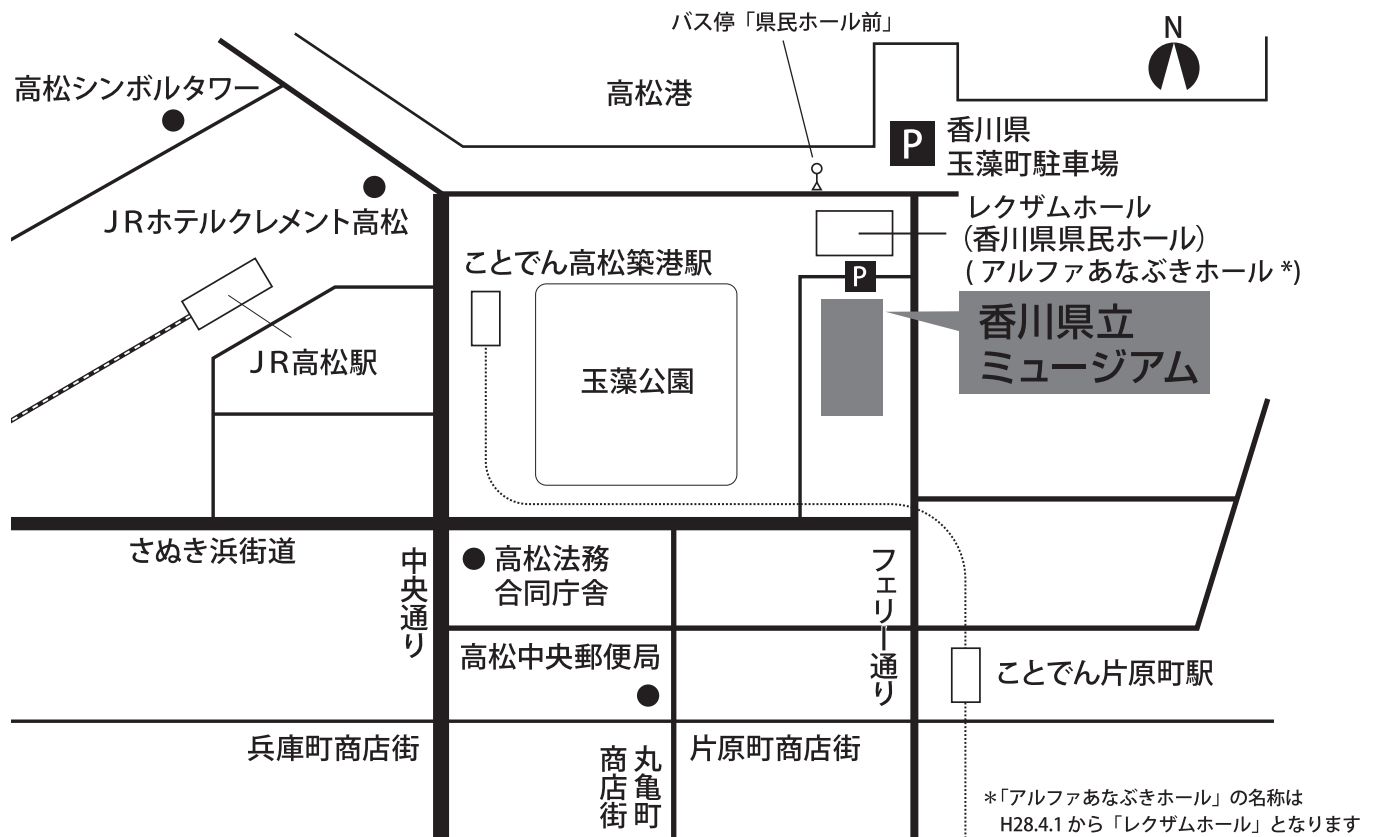 バス停「県民ホール前」
N
高松シンボルタワー
高松港
P
香川県
玉藻町駐車場
JRホテルクレメント高松
レクザムホール
(香川県県民ホール)
(アルファあなぶきホール*)
ことでん高松築港駅
P
香川県立
ミュージアム
JR高松駅
玉藻公園
さぬき浜街道
中央通り
高松法務
合同庁舎
フェリー通り
高松中央郵便局
ことでん片原町駅
兵庫町商店街
丸亀町
商店街
片原町商店街
*「アルファあなぶきホール」の名称は
H28.4.1から「レクザムホール」となります